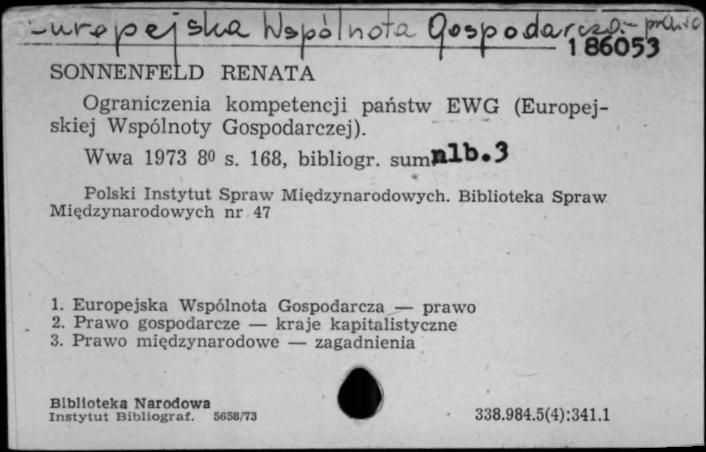 Europejska Wspólnota Gospodarcza - prawo
186053
SONNENFELD RENATA
Ograniczenia kompetencji państw EWG (Europej-
skiej Wspólnoty Gospodarczej).
Wwa 1973 8⁰ s. 168, bibliogr. sum nlb.3
Polski Instytut Spraw Międzynarodowych. Biblioteka Spraw
Międzynarodowych nr 47
1. Europejska Wspólnota Gospodarcza — prawo
2. Prawo gospodarcze — kraje kapitalistyczne
3. Prawo międzynarodowe — zagadnienia
Biblioteka Narodowa
Instytut Bibliograf. 5658/73
338.984.5(4):341.1